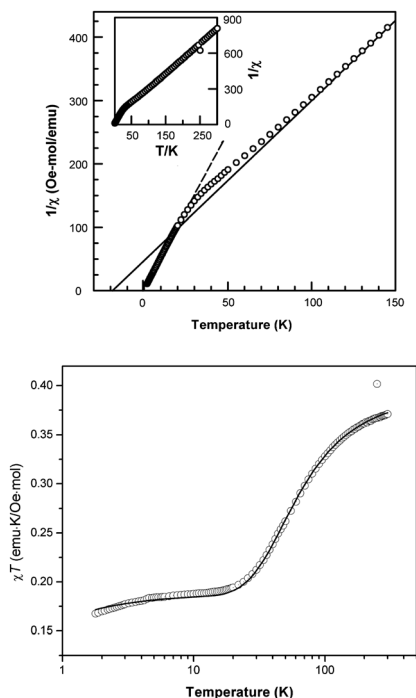 400
300
200
100
0
1/χ (Oe-mol/emu)
0 50 100 150
Temperature (K)
900
600
300
0
1/χ
50 150 250
T/K
0.40
0.35
0.30
0.25
0.20
0.15
χT (emu·K/Oe·mol)
1 10 100
Temperature (K)